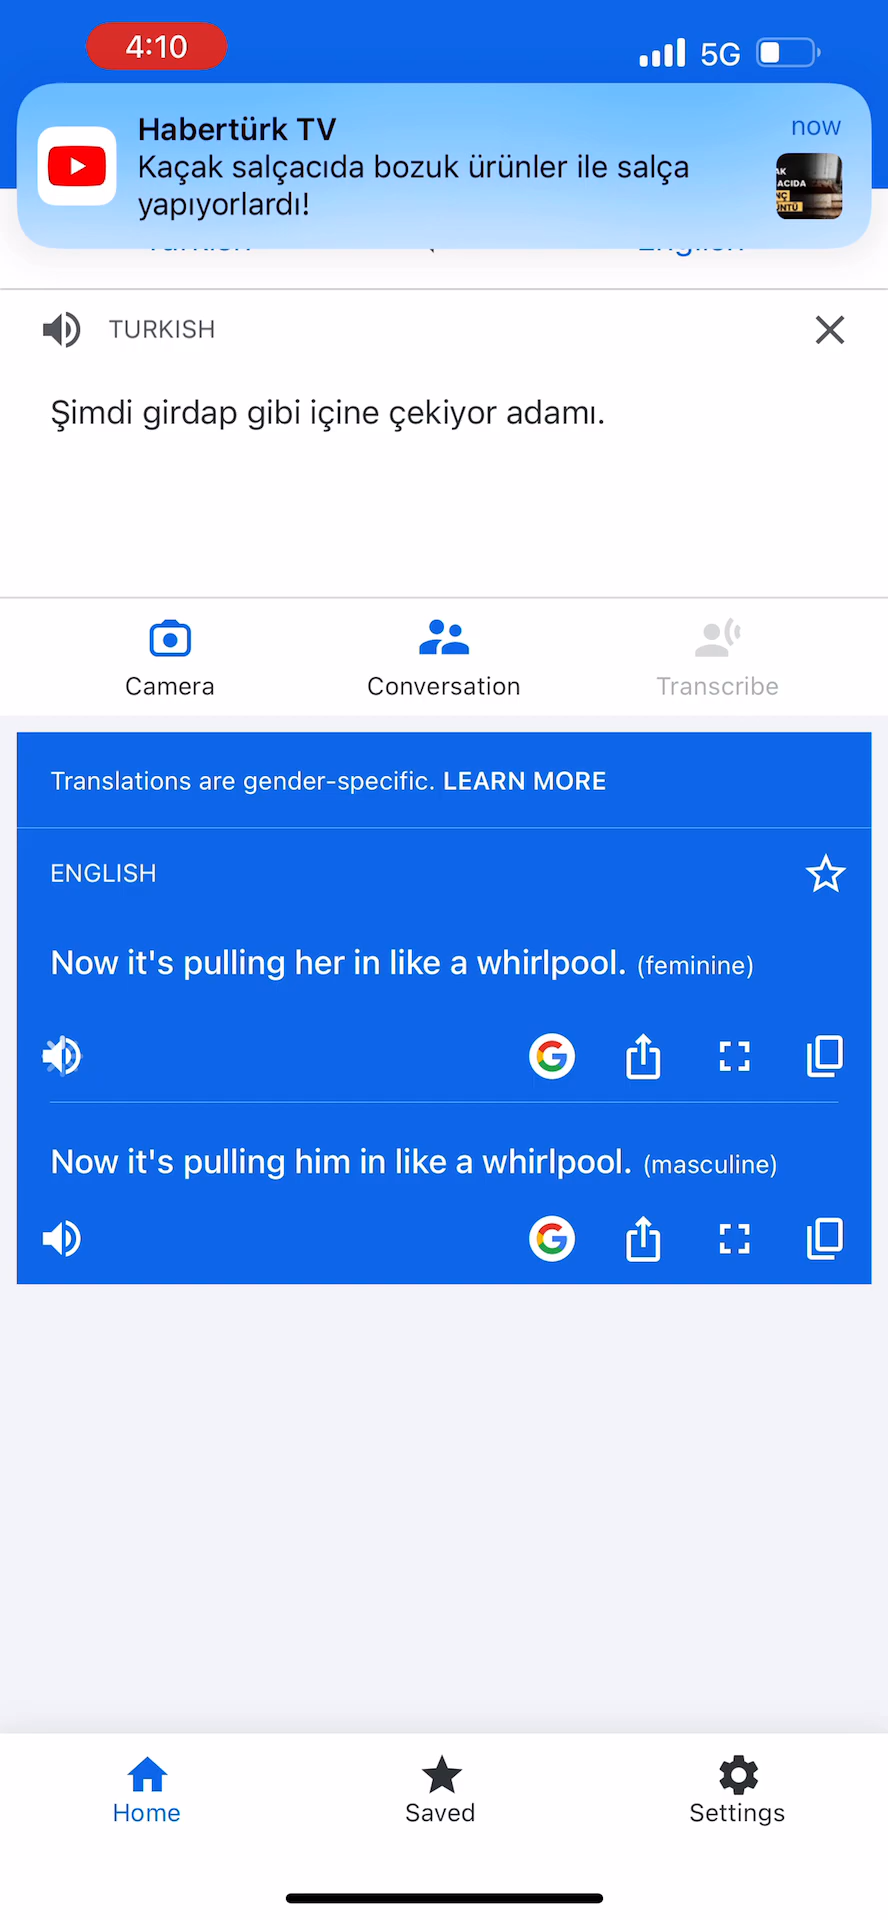 4:10
5G
Habertürk TV
now
Kaçak salçacıda bozuk ürünler ile salça
yapıyorlardı!
TURKISH
Şimdi girdap gibi içine çekiyor adamı.
Camera
Conversation
Transcribe
Translations are gender-specific. LEARN MORE
ENGLISH
Now it's pulling her in like a whirlpool. (feminine)
Now it's pulling him in like a whirlpool. (masculine)
Home
Saved
Settings